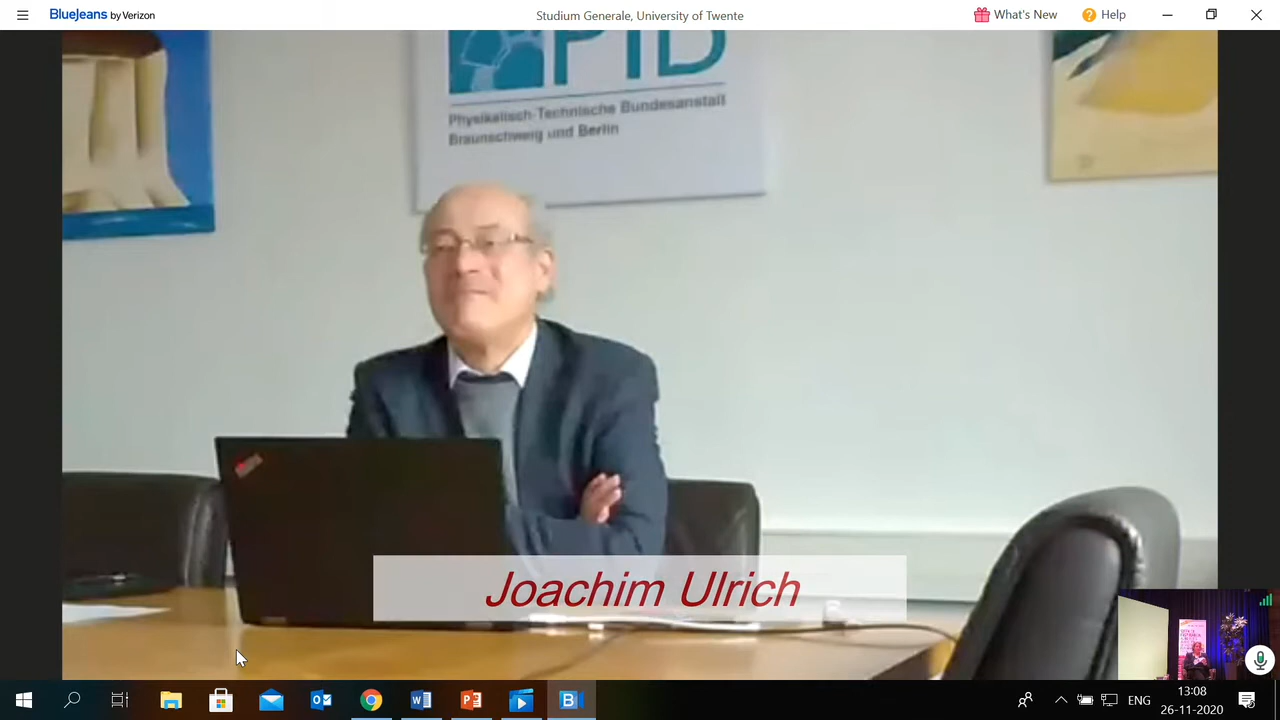 BlueJeans by Verizon
Studium Generale, University of Twente
What's New
Help
PTB
Physikalisch-Technische Bundesanstalt
Braunschweig und Berlin
Joachim Ulrich
ENG
13:08
26-11-2020